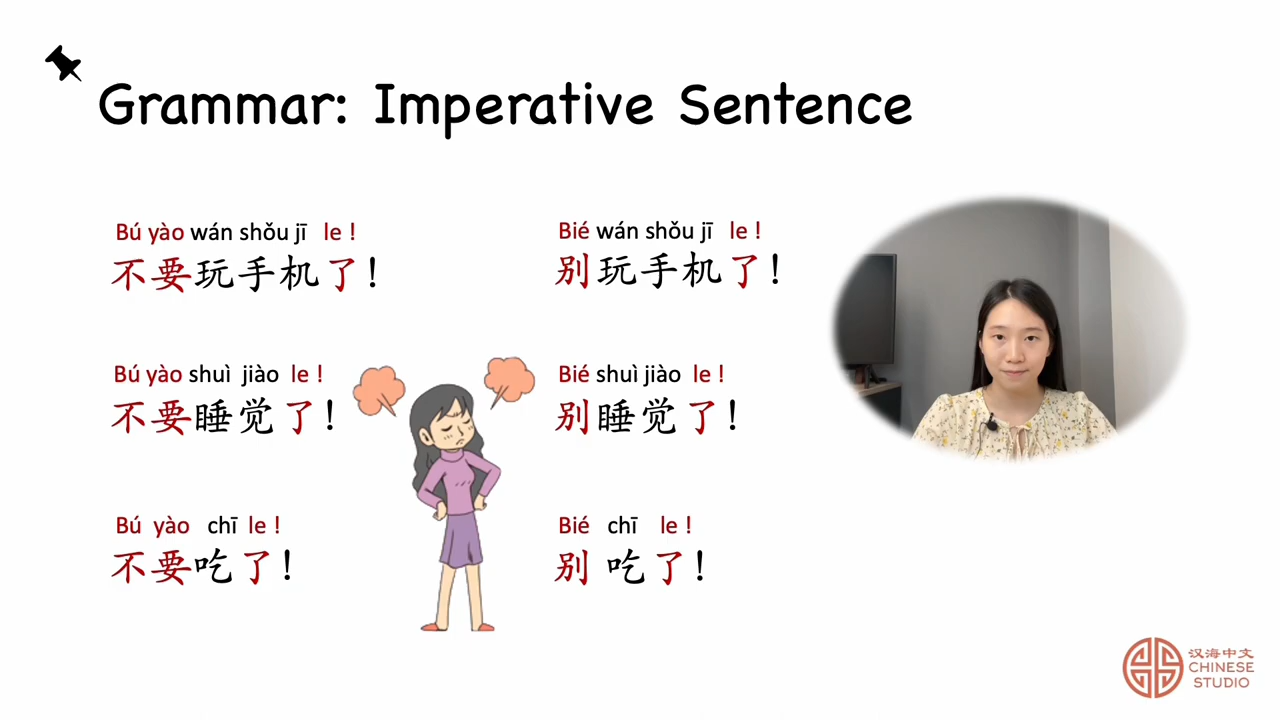 Grammar: Imperative Sentence
Bú yào wán shǒu jī le !
不要玩手机了!
Bié wán shǒu jī le !
别玩手机了!
Bú yào shuì jiào le !
不要睡觉了!
Bié shuì jiào le !
别睡觉了!
Bú yào chī le !
不要吃了!
Bié chī le !
别 吃了!
汉海中文
CHINESE
STUDIO